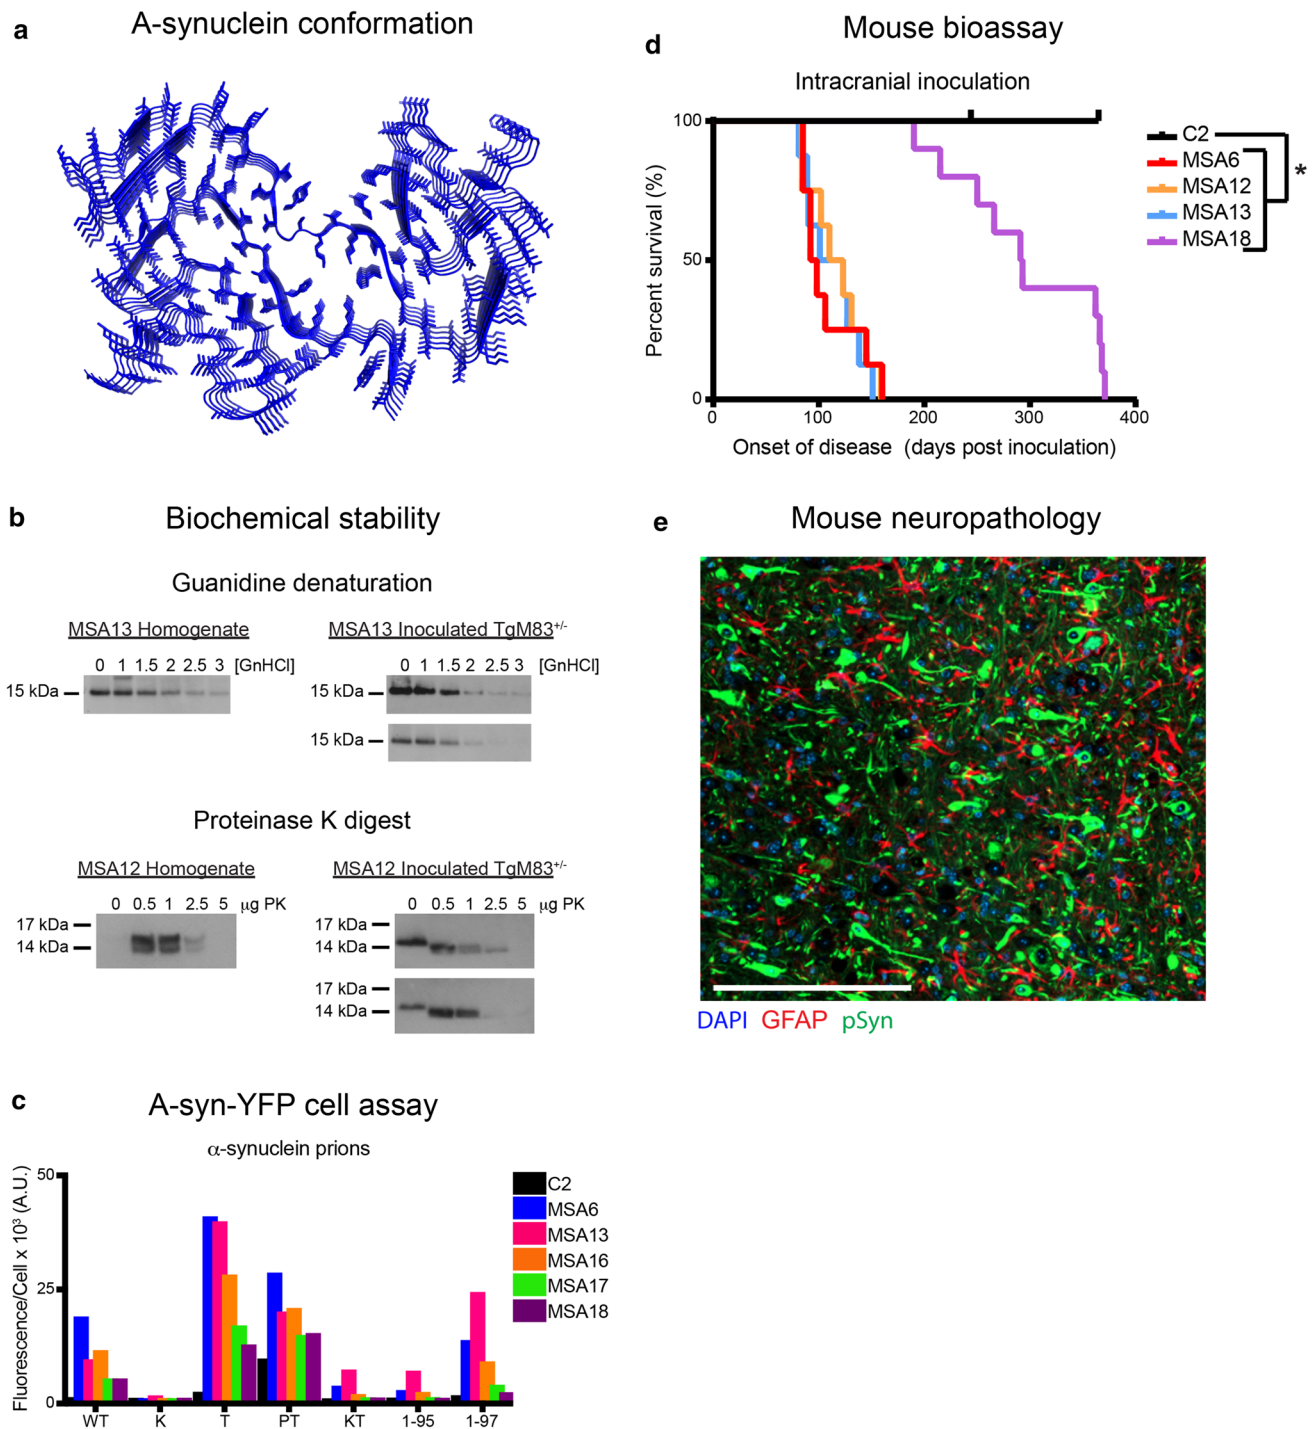 a
A-synuclein conformation
b
Biochemical stability
Guanidine denaturation
MSA13 Homogenate
0 1 1.5 2 2.5 3 [GnHCl]
15 kDa
MSA13 Inoculated TgM83+/-
0 1 1.5 2 2.5 3 [GnHCl]
15 kDa
15 kDa
Proteinase K digest
MSA12 Homogenate
0 0.5 1 2.5 5 μg PK
17 kDa
14 kDa
MSA12 Inoculated TgM83+/-
0 0.5 1 2.5 5 μg PK
17 kDa
14 kDa
17 kDa
14 kDa
c
A-syn-YFP cell assay
α-synuclein prions
Fluorescence/Cell x 10³ (A.U.)
50
25
0
WT K T PT KT 1-95 1-97
C2
MSA6
MSA13
MSA16
MSA17
MSA18
d
Mouse bioassay
Intracranial inoculation
Percent survival (%)
100
50
0
0 100 200 300 400
Onset of disease (days post inoculation)
C2
MSA6
MSA12
MSA13
MSA18
*
e
Mouse neuropathology
DAPI GFAP pSyn